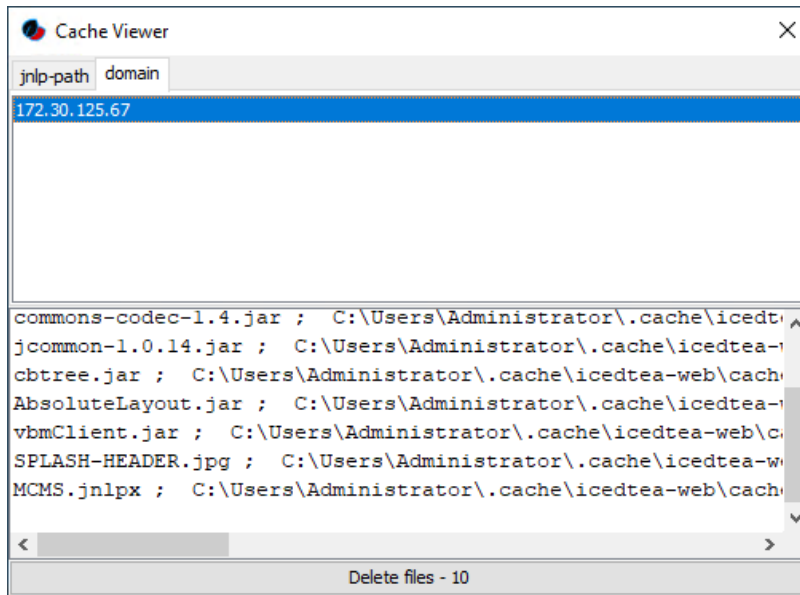 Cache Viewer
jnlp-path domain
172.30.125.67
commons-codec-1.4.jar ; C:\Users\Administrator\.cache\icedt
jcommon-1.0.14.jar ; C:\Users\Administrator\.cache\icedtea-
cbtree.jar ; C:\Users\Administrator\.cache\icedtea-web\cach
AbsoluteLayout.jar ; C:\Users\Administrator\.cache\icedtea-
vbmClient.jar ; C:\Users\Administrator\.cache\icedtea-web\ca
SPLASH-HEADER.jpg ; C:\Users\Administrator\.cache\icedtea-w
MCMS.jnlpx ; C:\Users\Administrator\.cache\icedtea-web\cach
Delete files - 10